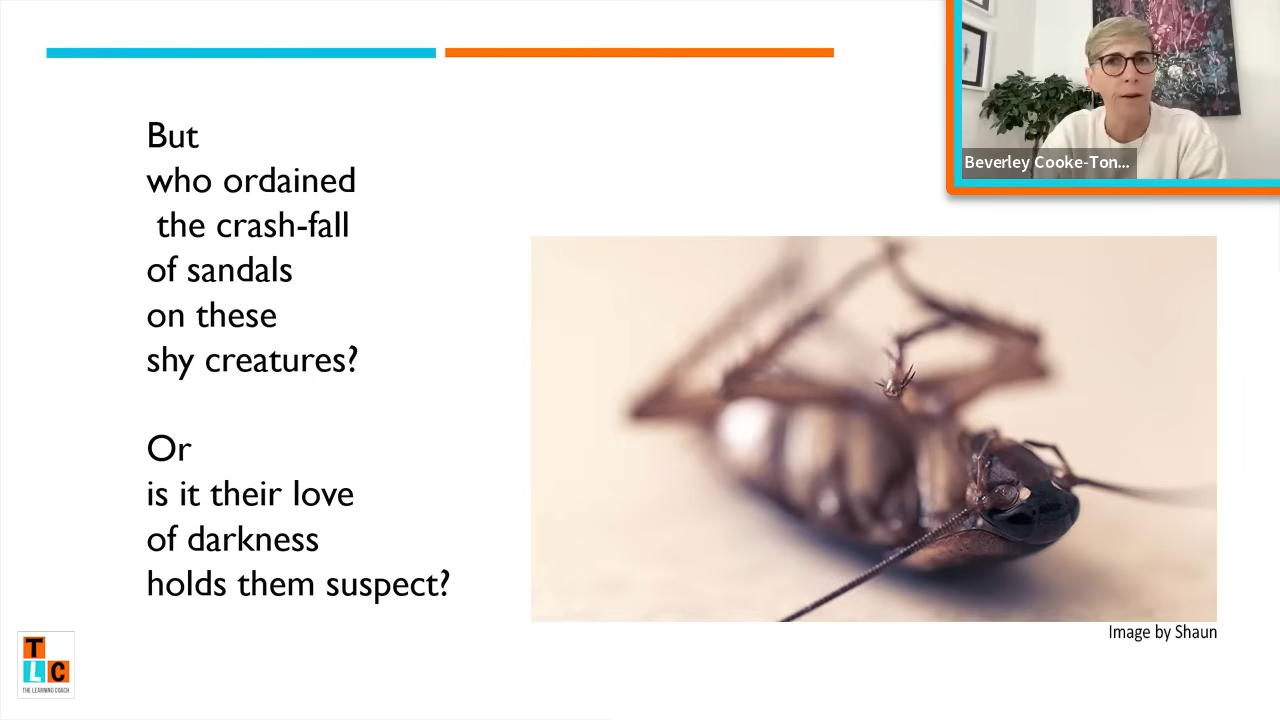 But
who ordained
the crash-fall
of sandals
on these
shy creatures?
Or
is it their love
of darkness
holds them suspect?
Beverley Cooke-Ton...
Image by Shaun
T
L C
THE LEARNING COACH